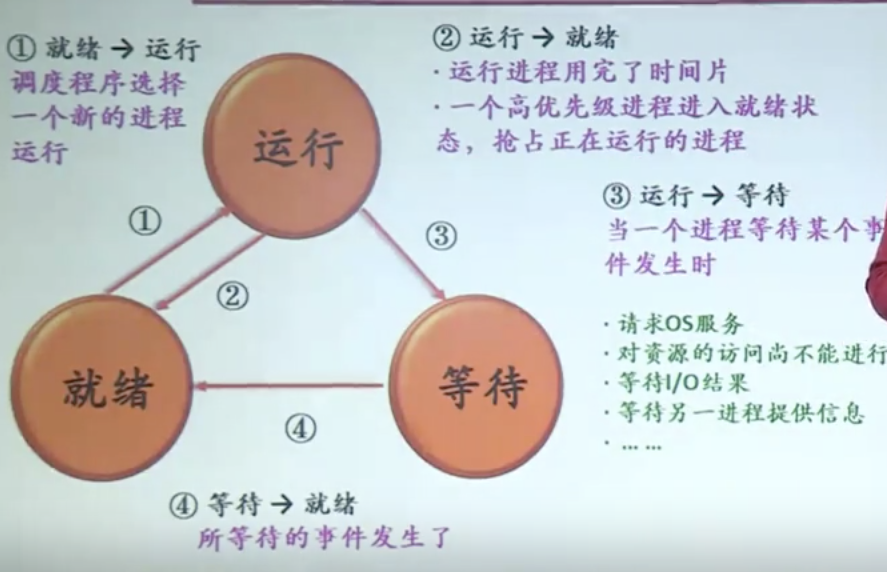 ① 就绪 → 运行
调度程序选择
一个新的进程
运行
② 运行 → 就绪
· 运行进程用完了时间片
· 一个高优先级进程进入就绪状
态，抢占正在运行的进程
运行
③ 运行 → 等待
当一个进程等待某个事
件发生时
①
②
③
· 请求OS服务
· 对资源的访问尚不能进行
· 等待I/O结果
· 等待另一进程提供信息
· ... ...
就绪
等待
④
④ 等待 → 就绪
所等待的事件发生了